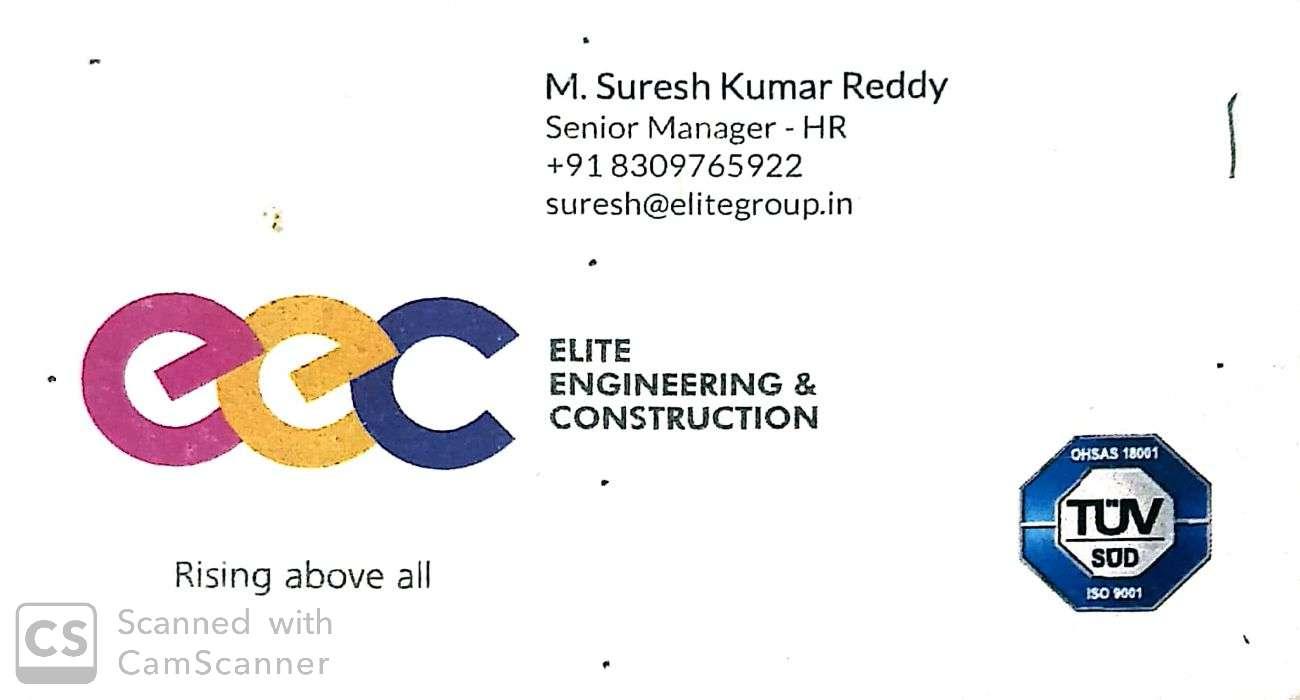 M. Suresh Kumar Reddy
Senior Manager - HR
+91 8309765922
suresh@elitegroup.in
eec
ELITE
ENGINEERING &
CONSTRUCTION
OHSAS 18001
TÜV
SÜD
ISO 9001
Rising above all
CS
Scanned with
CamScanner